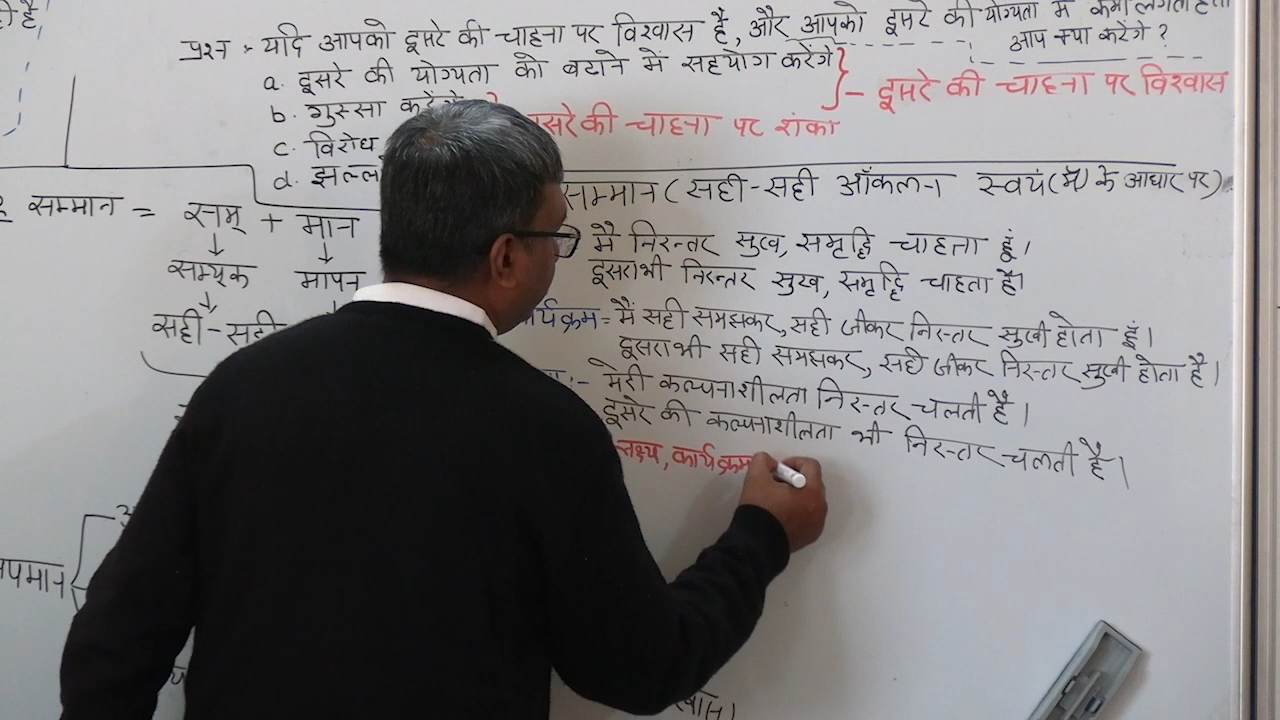 प्रश्न :- यदि आपको दूसरे की चाहना पर विश्वास है, और आपको दूसरे की योग्यता में कमी लगती है तो
आप क्या करेंगे ?
a. दूसरे की योग्यता को बढाने में सहयोग करेंगे } - दूसरे की चाहना पर विश्वास
b. गुस्सा करेंगे
सरे की चाहना पर शंका
c. विरोध
d. झल्ल
सम्मान = सम् + मान
सम्यक मापन
सही-सही
सम्मान (सही-सही आँकलन स्वयं(मैं) के आधार पर)
मैं निरन्तर सुख, समृद्धि चाहता हूं।
दूसरा भी निरन्तर सुख, समृद्धि चाहता है।
र्यक्रम = मैं सही समझकर, सही जीकर निरन्तर सुखी होता हूं।
दूसरा भी सही समझकर, सही जीकर निरन्तर सुखी होता है।
:- मेरी कल्पनाशीलता निरन्तर चलती है।
दूसरे की कल्पनाशीलता भी निरन्तर चलती है।
लक्ष्य, कार्यक्रम
पमान